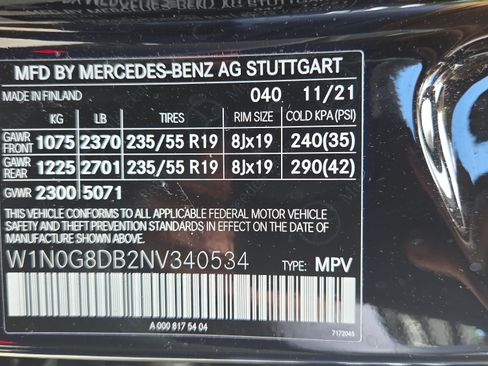 MFD BY MERCEDES-BENZ AG STUTTGART
MADE IN FINLAND 040 11/21
KG LB TIRES RIM SIZE COLD KPA(PSI)
GAWR FRONT 1075 2370 235/55 R19 8Jx19 240(35)
GAWR REAR 1225 2701 235/55 R19 8Jx19 290(42)
GVWR 2300 5071
THIS VEHICLE CONFORMS TO ALL APPLICABLE FEDERAL MOTOR VEHICLE
SAFETY AND THEFT PREVENTION STANDARDS IN EFFECT ON THE DATE
OF MANUFACTURE SHOWN ABOVE.
W1N0G8DB2NV340534 TYPE: MPV
A 000 817 54 04 7172045